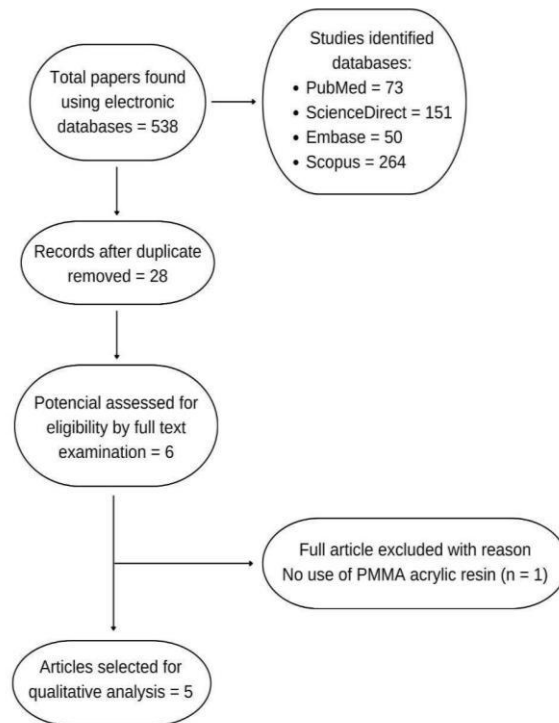 Total papers found
using electronic
databases = 538
Studies identified
databases:
• PubMed = 73
• ScienceDirect = 151
• Embase = 50
• Scopus = 264
Records after duplicate
removed = 28
Potencial assessed for
eligibility by full text
examination = 6
Full article excluded with reason
No use of PMMA acrylic resin (n = 1)
Articles selected for
qualitative analysis = 5